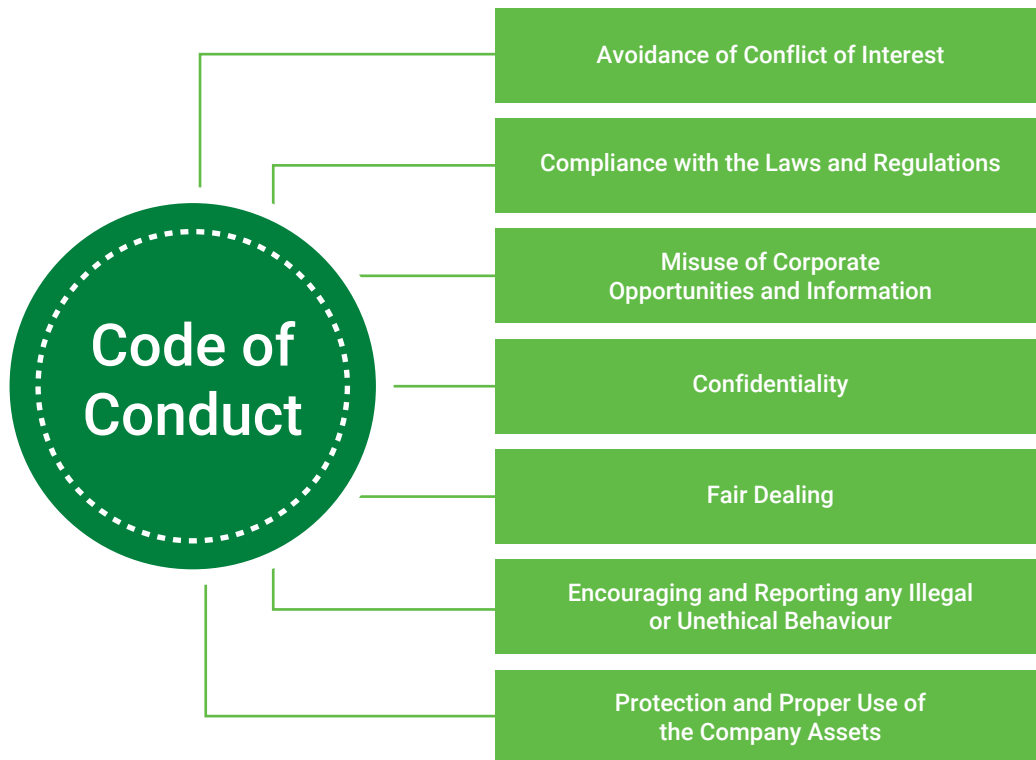 Code of
Conduct
Avoidance of Conflict of Interest
Compliance with the Laws and Regulations
Misuse of Corporate
Opportunities and Information
Confidentiality
Fair Dealing
Encouraging and Reporting any Illegal
or Unethical Behaviour
Protection and Proper Use of
the Company Assets